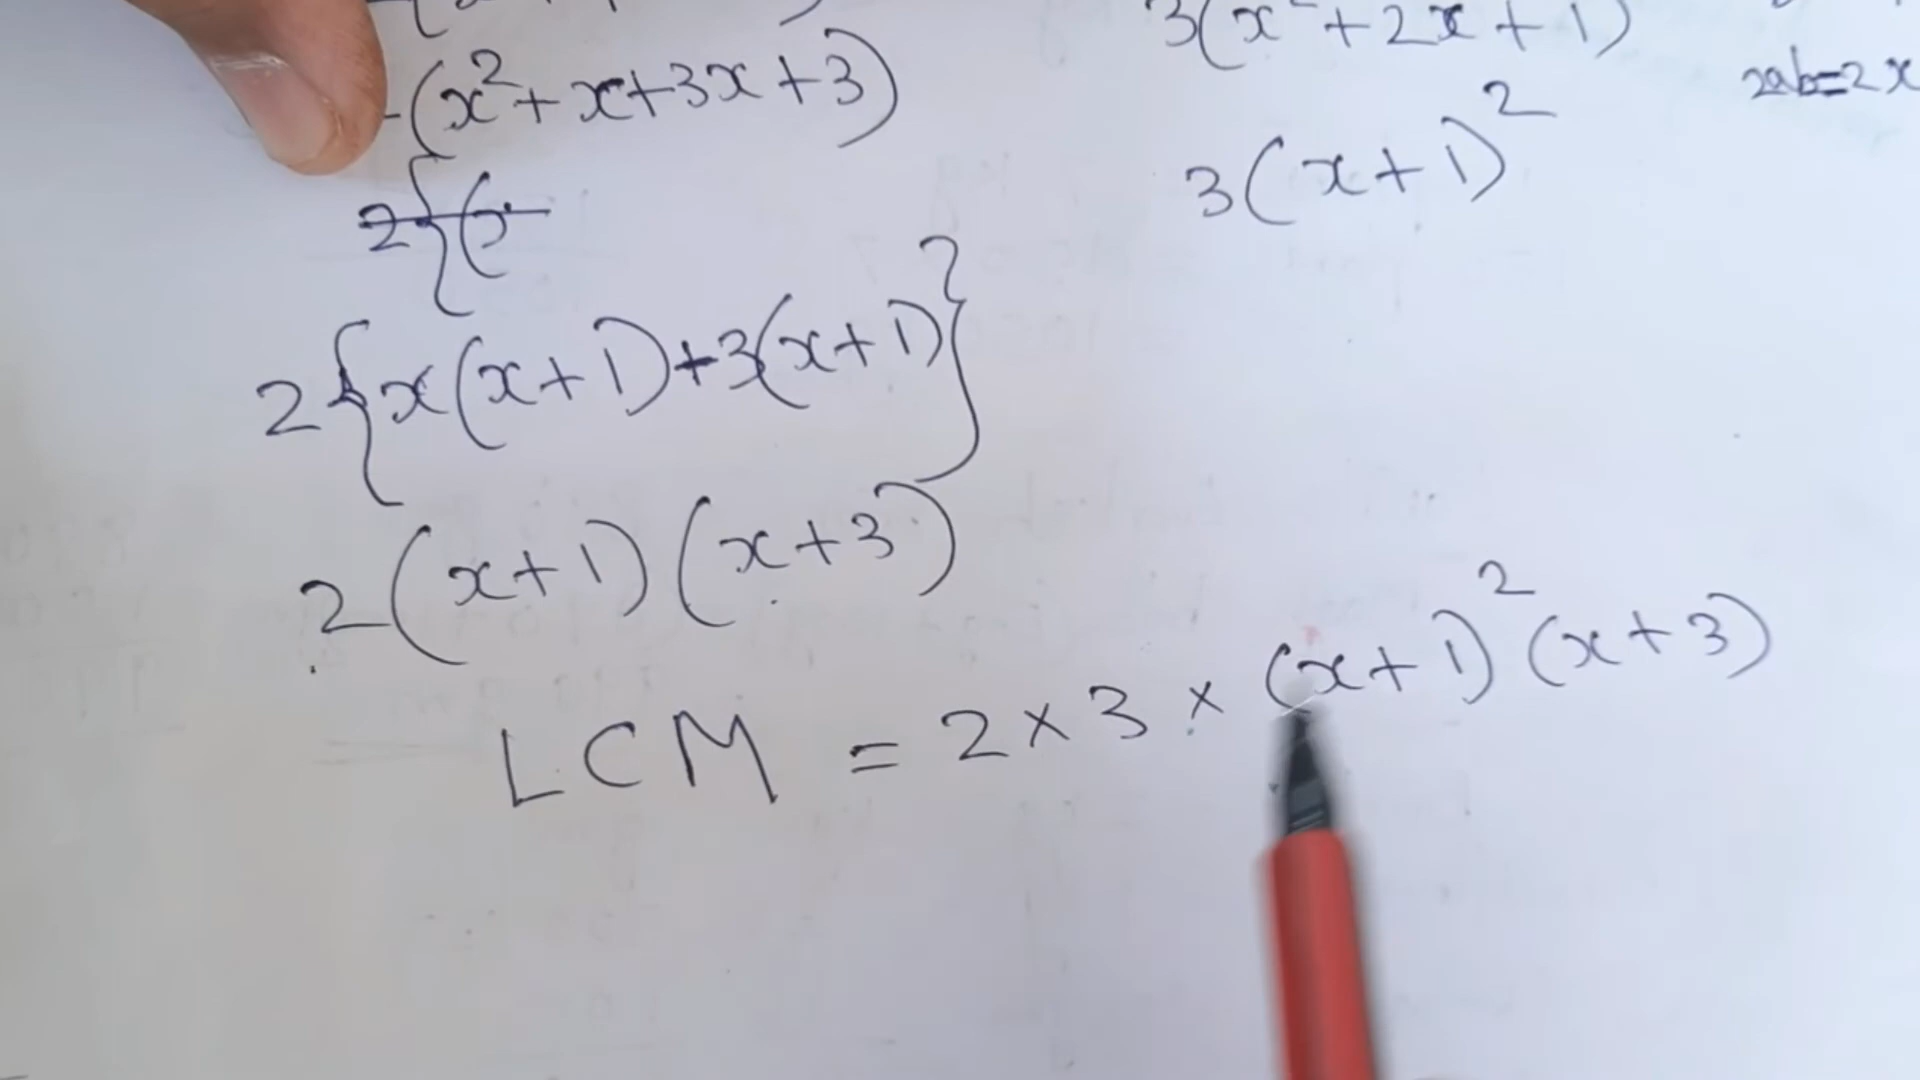 (x²+x+3x+3)
2{(
2{x(x+1)+3(x+1)}
2(x+1)(x+3)
3(x²+2x+1)
2ab=2x
3(x+1)²
LCM = 2×3×(x+1)²(x+3)